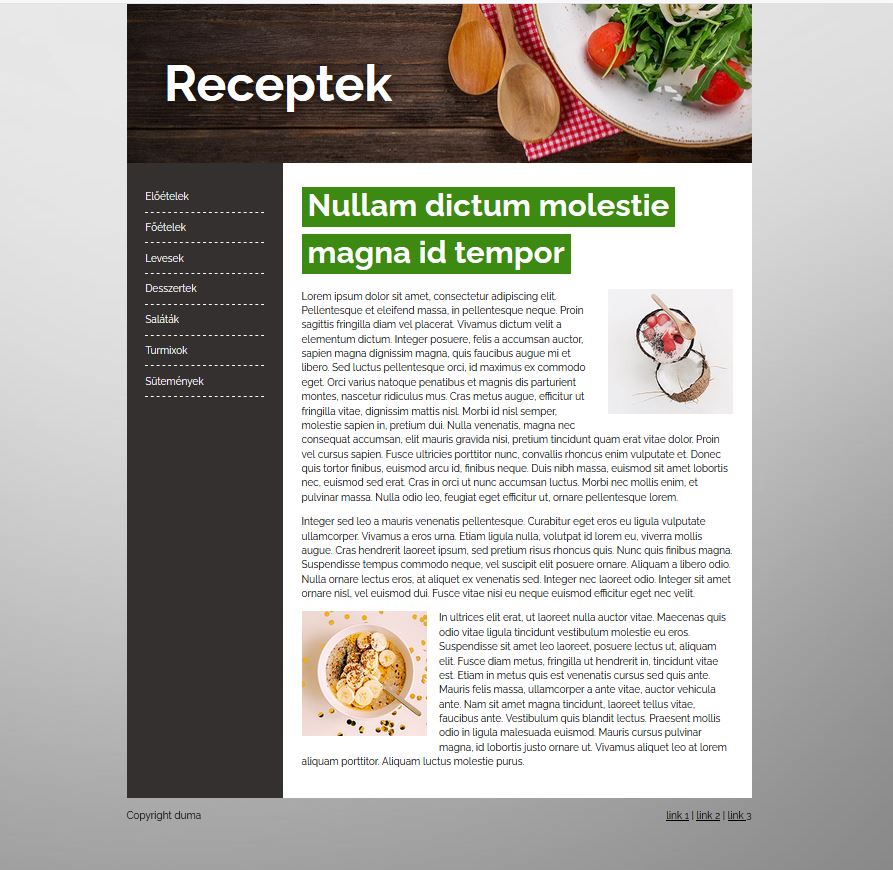 Receptek
Előételek
Főételek
Levesek
Desszertek
Saláták
Turmixok
Sütemények
Nullam dictum molestie
magna id tempor
Lorem ipsum dolor sit amet, consectetur adipiscing elit.
Pellentesque et eleifend massa, in pellentesque neque. Proin
sagittis fringilla diam vel placerat. Vivamus dictum velit a
elementum dictum. Integer posuere, felis a accumsan auctor,
sapien magna dignissim magna, quis faucibus augue mi et
libero. Sed luctus pellentesque orci, id maximus ex commodo
eget. Orci varius natoque penatibus et magnis dis parturient
montes, nascetur ridiculus mus. Cras metus augue, efficitur ut
fringilla vitae, dignissim mattis nisl. Morbi id nisl semper,
molestie sapien in, pretium dui. Nulla venenatis, magna nec
consequat accumsan, elit mauris gravida nisi, pretium tincidunt quam erat vitae dolor. Proin
vel cursus sapien. Fusce ultricies porttitor nunc, convallis rhoncus enim vulputate et. Donec
quis tortor finibus, euismod arcu id, finibus neque. Duis nibh massa, euismod sit amet lobortis
nec, euismod sed erat. Cras in orci ut nunc accumsan luctus. Morbi nec mollis enim, et
pulvinar massa. Nulla odio leo, feugiat eget efficitur ut, ornare pellentesque lorem.
Integer sed leo a mauris venenatis pellentesque. Curabitur eget eros eu ligula vulputate
ullamcorper. Vivamus a eros urna. Etiam ligula nulla, volutpat id lorem eu, viverra mollis
augue. Cras hendrerit laoreet ipsum, sed pretium risus rhoncus quis. Nunc quis finibus magna.
Suspendisse tempus commodo neque, vel suscipit elit posuere ornare. Aliquam a libero odio.
Nulla ornare lectus eros, at aliquet ex venenatis sed. Integer nec laoreet odio. Integer sit amet
ornare nisl, vel euismod dui. Fusce vitae nisi eu neque euismod efficitur eget nec velit.
In ultrices elit erat, ut laoreet nulla auctor vitae. Maecenas quis
odio vitae ligula tincidunt vestibulum molestie eu eros.
Suspendisse sit amet leo laoreet, posuere lectus ut, aliquam
elit. Fusce diam metus, fringilla ut hendrerit in, tincidunt vitae
est. Etiam in metus quis est venenatis cursus sed quis ante.
Mauris felis massa, ullamcorper a ante vitae, auctor vehicula
ante. Nam sit amet magna tincidunt, laoreet tellus vitae,
faucibus ante. Vestibulum quis blandit lectus. Praesent mollis
odio in ligula malesuada euismod. Mauris cursus pulvinar
magna, id lobortis justo ornare ut. Vivamus aliquet leo at lorem
aliquam porttitor. Aliquam luctus molestie purus.
Copyright duma
link 1 | link 2 | link 3